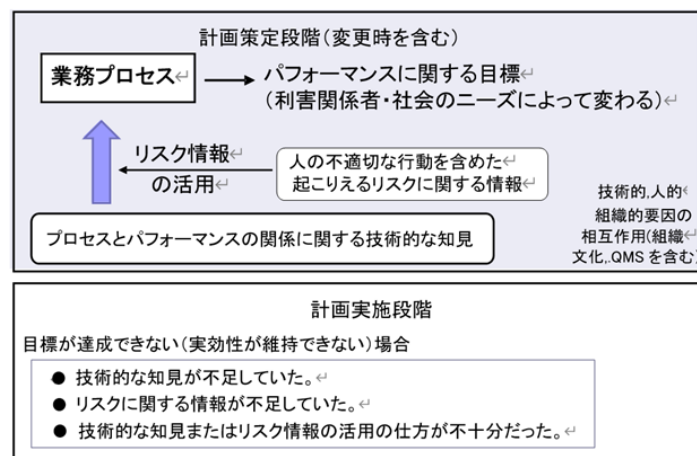 計画策定段階（変更時を含む）
業務プロセス↵
パフォーマンスに関する目標↵
（利害関係者・社会のニーズによって変わる）↵
リスク情報↵
の活用↵
人の不適切な行動を含めた↵
起こりえるリスクに関する情報↵
技術的,人的↵
組織的要因の
相互作用(組織↵
文化,.QMS を含む)
プロセスとパフォーマンスの関係に関する技術的な知見
計画実施段階
目標が達成できない（実効性が維持できない）場合
● 技術的な知見が不足していた。↵
● リスクに関する情報が不足していた。↵
● 技術的な知見またはリスク情報の活用の仕方が不十分だった。↵